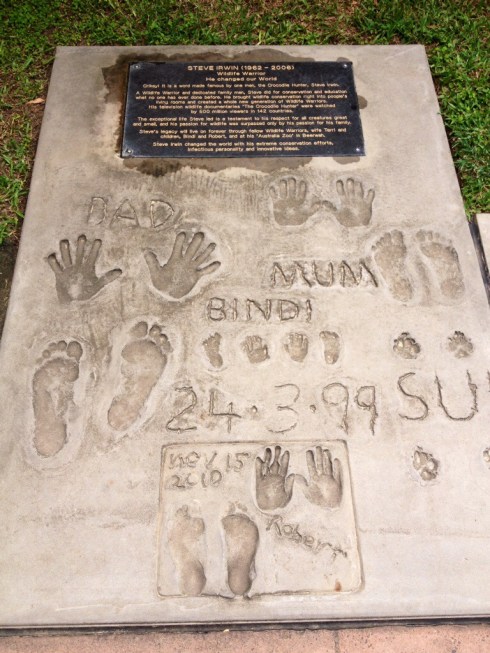 STEVE IRWIN (1962 - 2006)
Wildlife Warrior
He changed our World
Crikey! It is a word made famous by one man, the Crocodile Hunter, Steve Irwin.
A Wildlife Warrior and dedicated family man, Steve did for conservation and education
what no one has ever done before. He brought wildlife conservation right into people's
living rooms and created a whole new generation of Wildlife Warriors.
His television wildlife documentaries "The Crocodile Hunter" were watched
by 500 million viewers in 142 countries.
The exceptional life Steve led is a testament to his respect for all creatures great
and small, and his passion for wildlife was surpassed only by his passion for his family.
Steve's legacy will live on forever through fellow Wildlife Warriors, wife Terri and
children, Bindi and Robert, and at his "Australia Zoo" in Beerwah.
Steve Irwin changed the world with his extreme conservation efforts,
infectious personality and innovative ideas.
DADI
MUM
BINDI
24.3.99
SU
NOV 15
2010
Robert